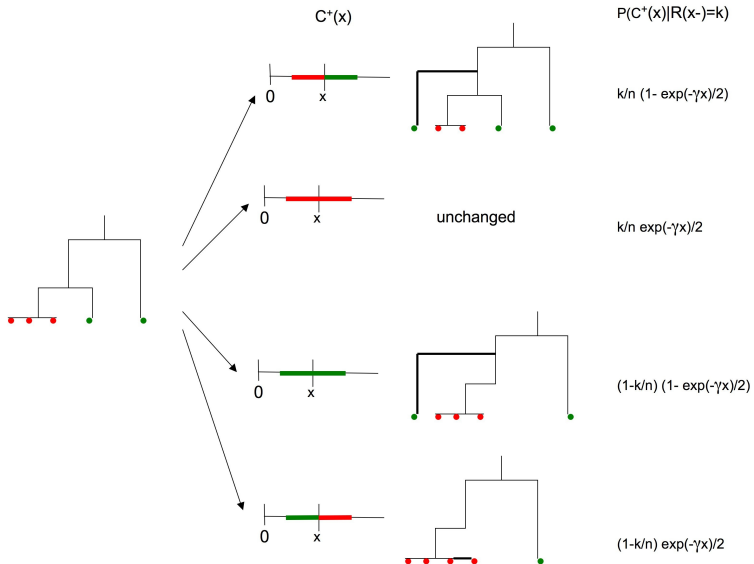 C⁺(x)
P(C⁺(x)|R(x-)=k)
0
x
k/n (1- exp(-γx)/2)
0
x
unchanged
k/n exp(-γx)/2
0
x
(1-k/n) (1- exp(-γx)/2)
0
x
(1-k/n) exp(-γx)/2